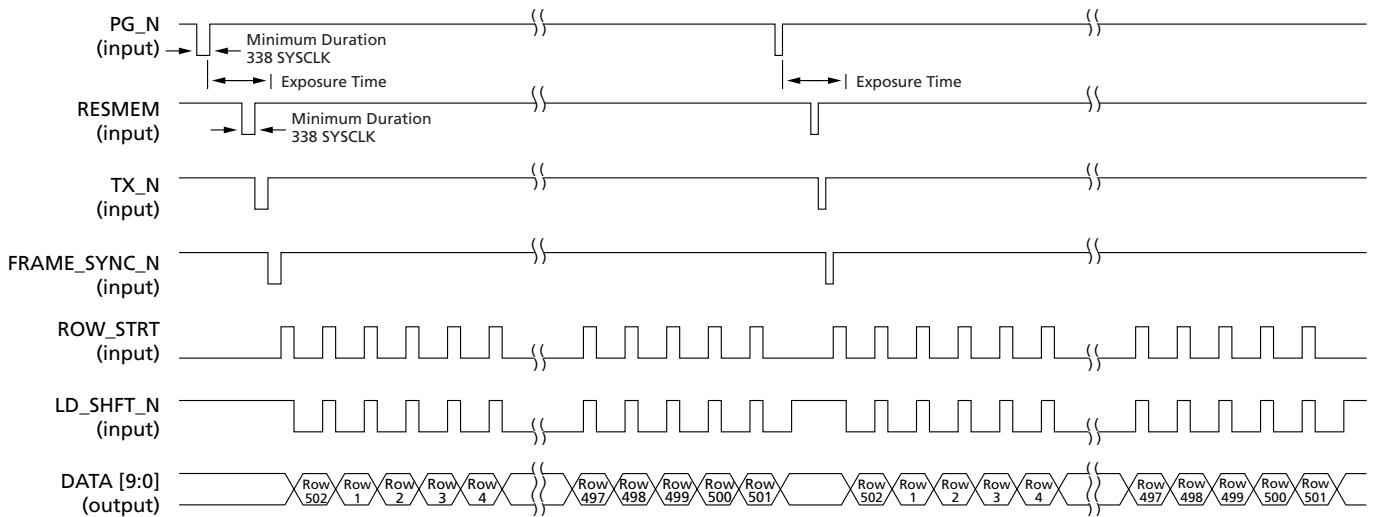 PG_N
(input)
Minimum Duration
338 SYSCLK
Exposure Time
Exposure Time
RESMEM
(input)
Minimum Duration
338 SYSCLK
TX_N
(input)
FRAME_SYNC_N
(input)
ROW_STRT
(input)
LD_SHFT_N
(input)
DATA [9:0]
(output)
Row
502
Row
1
Row
2
Row
3
Row
4
Row
497
Row
498
Row
499
Row
500
Row
501
Row
502
Row
1
Row
2
Row
3
Row
4
Row
497
Row
498
Row
499
Row
500
Row
501